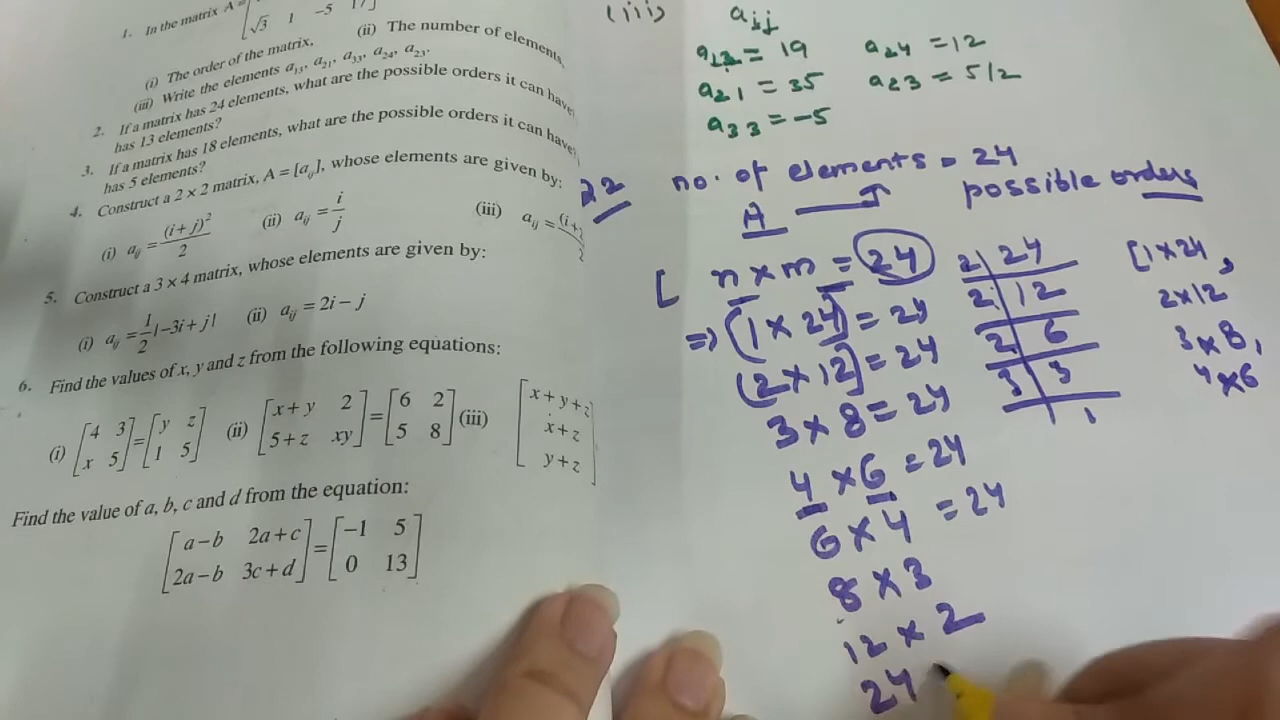 1. In the matrix A =
√3 1 −5 17
(i) The order of the matrix, (ii) The number of elements,
(iii) Write the elements a13, a21, a33, a24, a23.
2. If a matrix has 24 elements, what are the possible orders it can have
has 13 elements?
3. If a matrix has 18 elements, what are the possible orders it can have
has 5 elements?
4. Construct a 2 × 2 matrix, A = [aij], whose elements are given by:
(i) aij = (i + j)²/2 (ii) aij = i/j (iii) aij = (i+
5. Construct a 3 × 4 matrix, whose elements are given by:
(i) aij = 1/2 |−3i + j| (ii) aij = 2i − j
6. Find the values of x, y and z from the following equations:
(i) [4 3; x 5] = [y z; 1 5] (ii) [x + y 2; 5 + z xy] = [6 2; 5 8] (iii) [x + y + z; x + z; y + z]
Find the value of a, b, c and d from the equation:
[a − b 2a + c; 2a − b 3c + d] = [−1 5; 0 13]
(iii) aij
= 19 a24 = 12
a21 = 35 a23 = 5/2
a33 = −5
22 no. of elements = 24
A possible orders
[ n × m = 24
⇒ (1 × 24) = 24
(2 × 12) = 24
3 × 8 = 24
4 × 6 = 24
6 × 4 = 24
8 × 3
12 × 2
24
2 | 24
2 | 12
2 | 6
3 | 3
1
[1 × 24,
2 × 12
3 × 8,
4 × 6